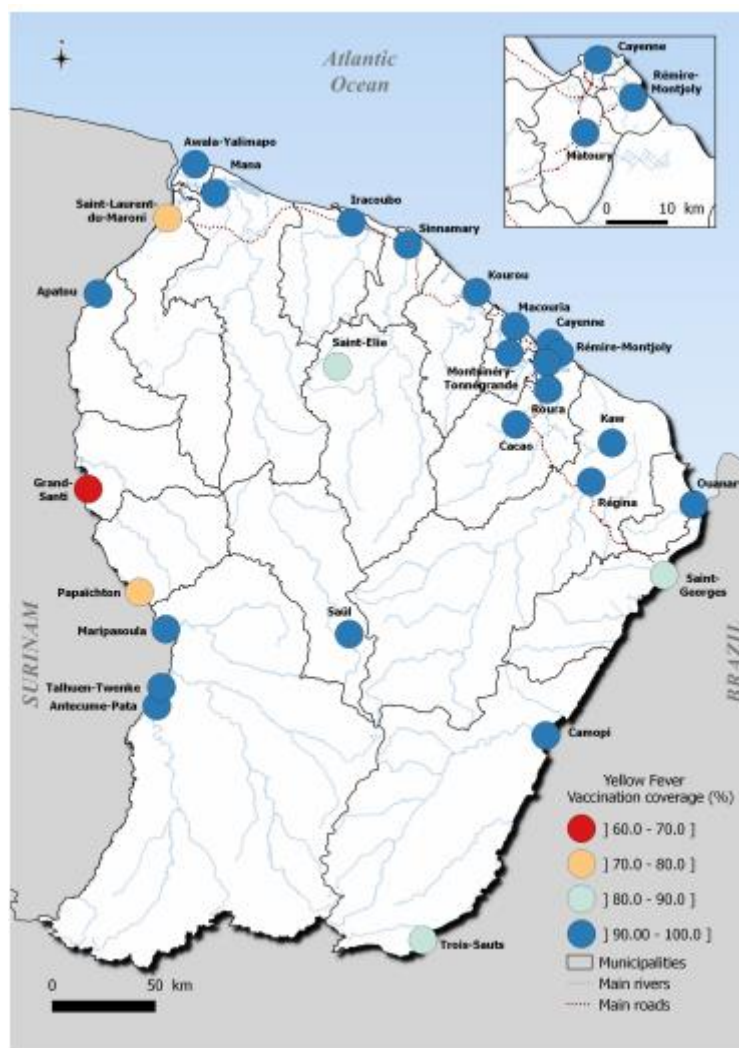 Atlantic
Ocean
Cayenne
Rémire-
Montjoly
Matoury
0 10 km
Awala-Yalimapo
Mana
Saint-Laurent-
du-Maroni
Iracoubo
Sinnamary
Apatou
Kourou
Macouria
Cayenne
Saint-Elie
Rémire-Montjoly
Montsinéry-
Tonnégrande
Roura
Kaw
Cacao
Grand-
Santi
Régina
Ouanary
Saint-
Georges
Papaïchton
Saül
Maripasoula
SURINAM
BRAZIL
Talhuen-Twenke
Antecume-Pata
Camopi
Yellow Fever
Vaccination coverage (%)
] 60.0 - 70.0 ]
] 70.0 - 80.0 ]
] 80.0 - 90.0 ]
] 90.00 - 100.0 ]
Municipalities
Main rivers
Main roads
Trois-Sauts
0 50 km